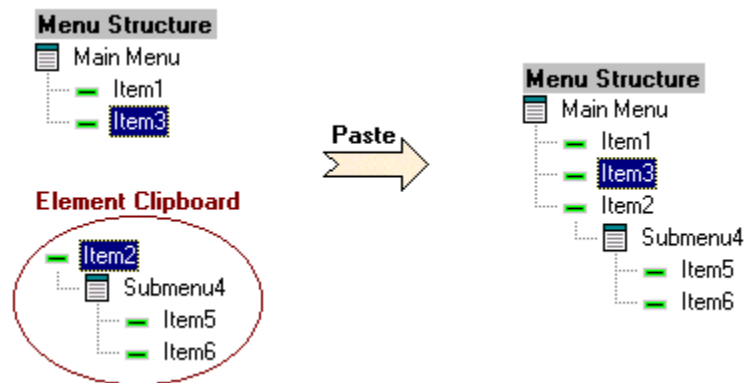 Menu Structure
Main Menu
Item1
Item3
Element Clipboard
Item2
Submenu4
Item5
Item6
Paste
Menu Structure
Main Menu
Item1
Item3
Item2
Submenu4
Item5
Item6